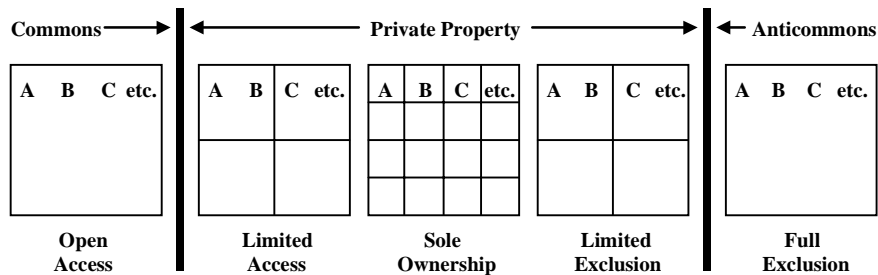 Commons Private Property Anticommons
A B C etc. A B C etc. A B C etc. A B C etc. A B C etc.
Open Limited Sole Limited Full
Access Access Ownership Exclusion Exclusion